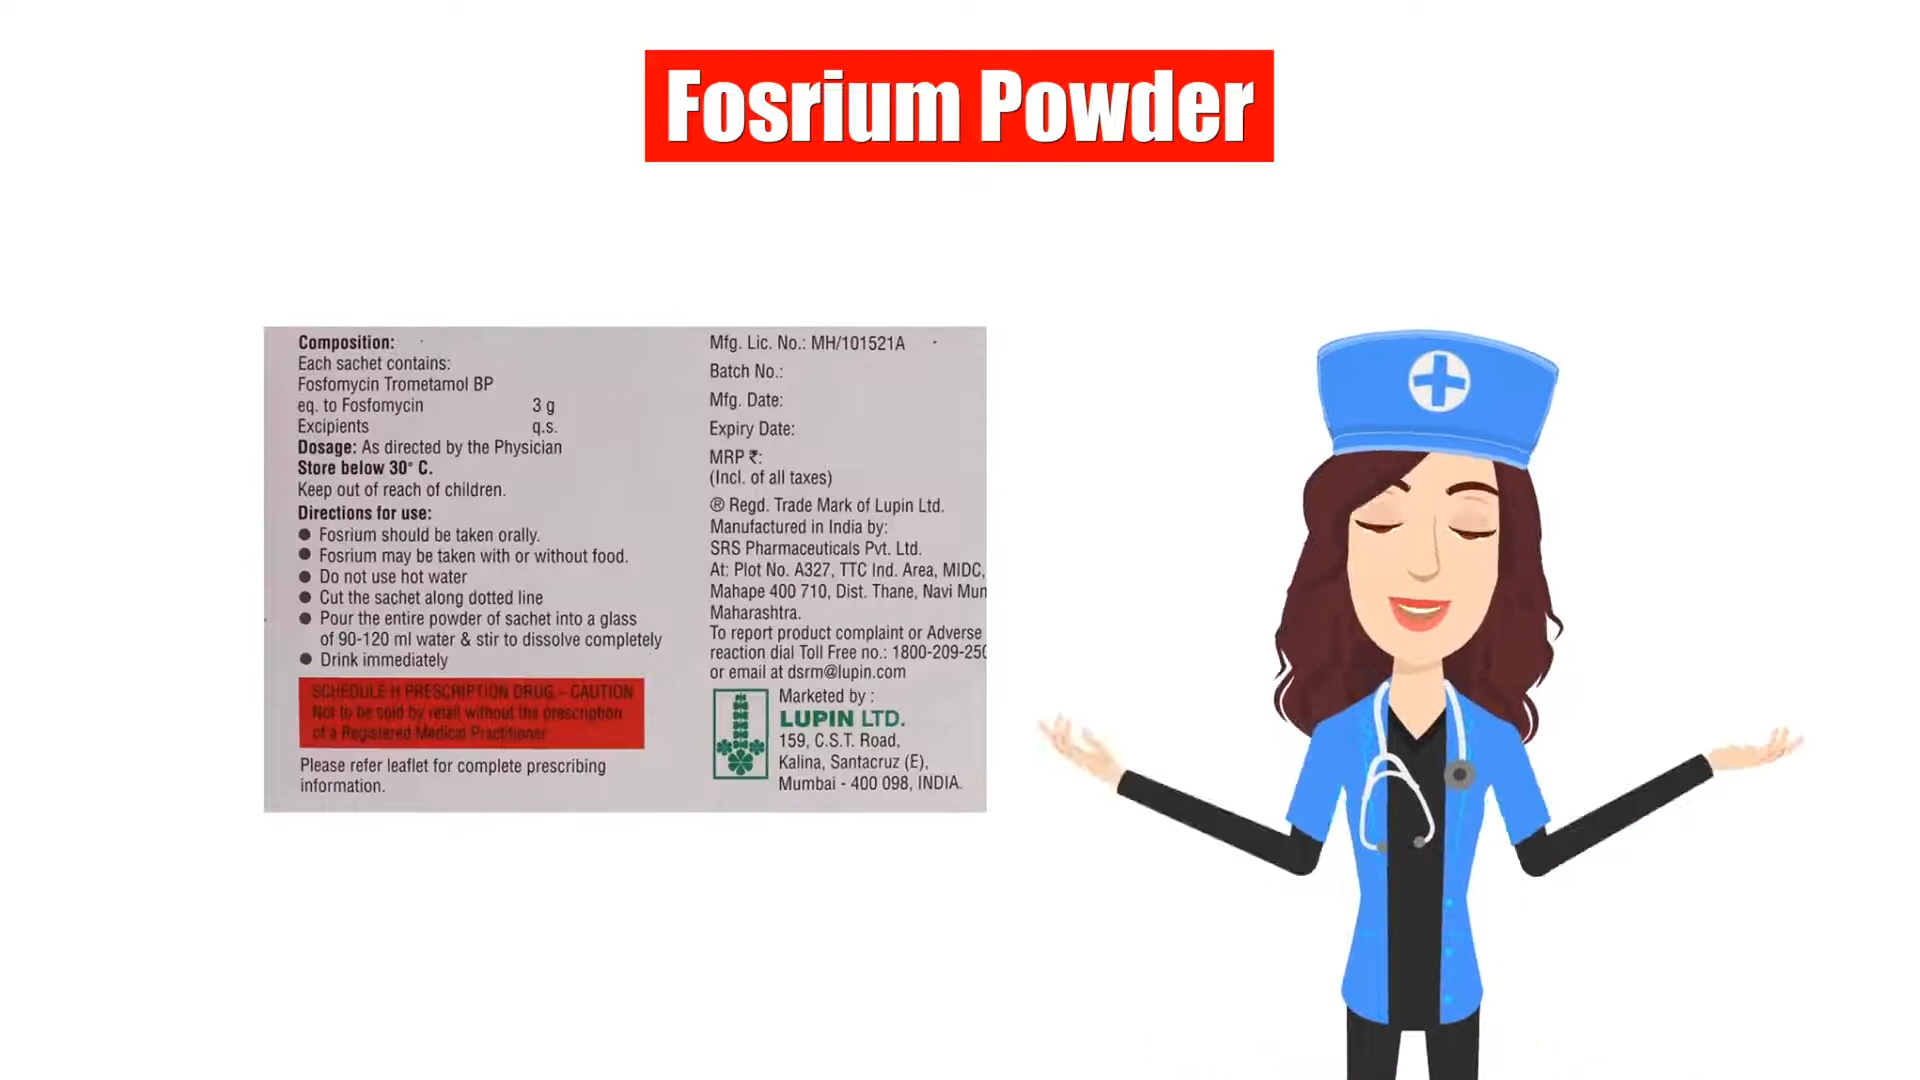 Fosrium Powder
Composition:
Each sachet contains:
Fosfomycin Trometamol BP
eq. to Fosfomycin 3 g
Excipients q.s.
Dosage: As directed by the Physician
Store below 30° C.
Keep out of reach of children.
Directions for use:
● Fosrium should be taken orally.
● Fosrium may be taken with or without food.
● Do not use hot water
● Cut the sachet along dotted line
● Pour the entire powder of sachet into a glass
of 90-120 ml water & stir to dissolve completely
● Drink immediately
SCHEDULE H PRESCRIPTION DRUG - CAUTION
Not to be sold by retail without the prescription
of a Registered Medical Practitioner
Please refer leaflet for complete prescribing
information.
Mfg. Lic. No.: MH/101521A
Batch No.:
Mfg. Date:
Expiry Date:
MRP ₹:
(Incl. of all taxes)
® Regd. Trade Mark of Lupin Ltd.
Manufactured in India by:
SRS Pharmaceuticals Pvt. Ltd.
At: Plot No. A327, TTC Ind. Area, MIDC,
Mahape 400 710, Dist. Thane, Navi Mun
Maharashtra.
To report product complaint or Adverse
reaction dial Toll Free no.: 1800-209-250
or email at dsrm@lupin.com
Marketed by :
LUPIN LTD.
159, C.S.T. Road,
Kalina, Santacruz (E),
Mumbai - 400 098, INDIA.